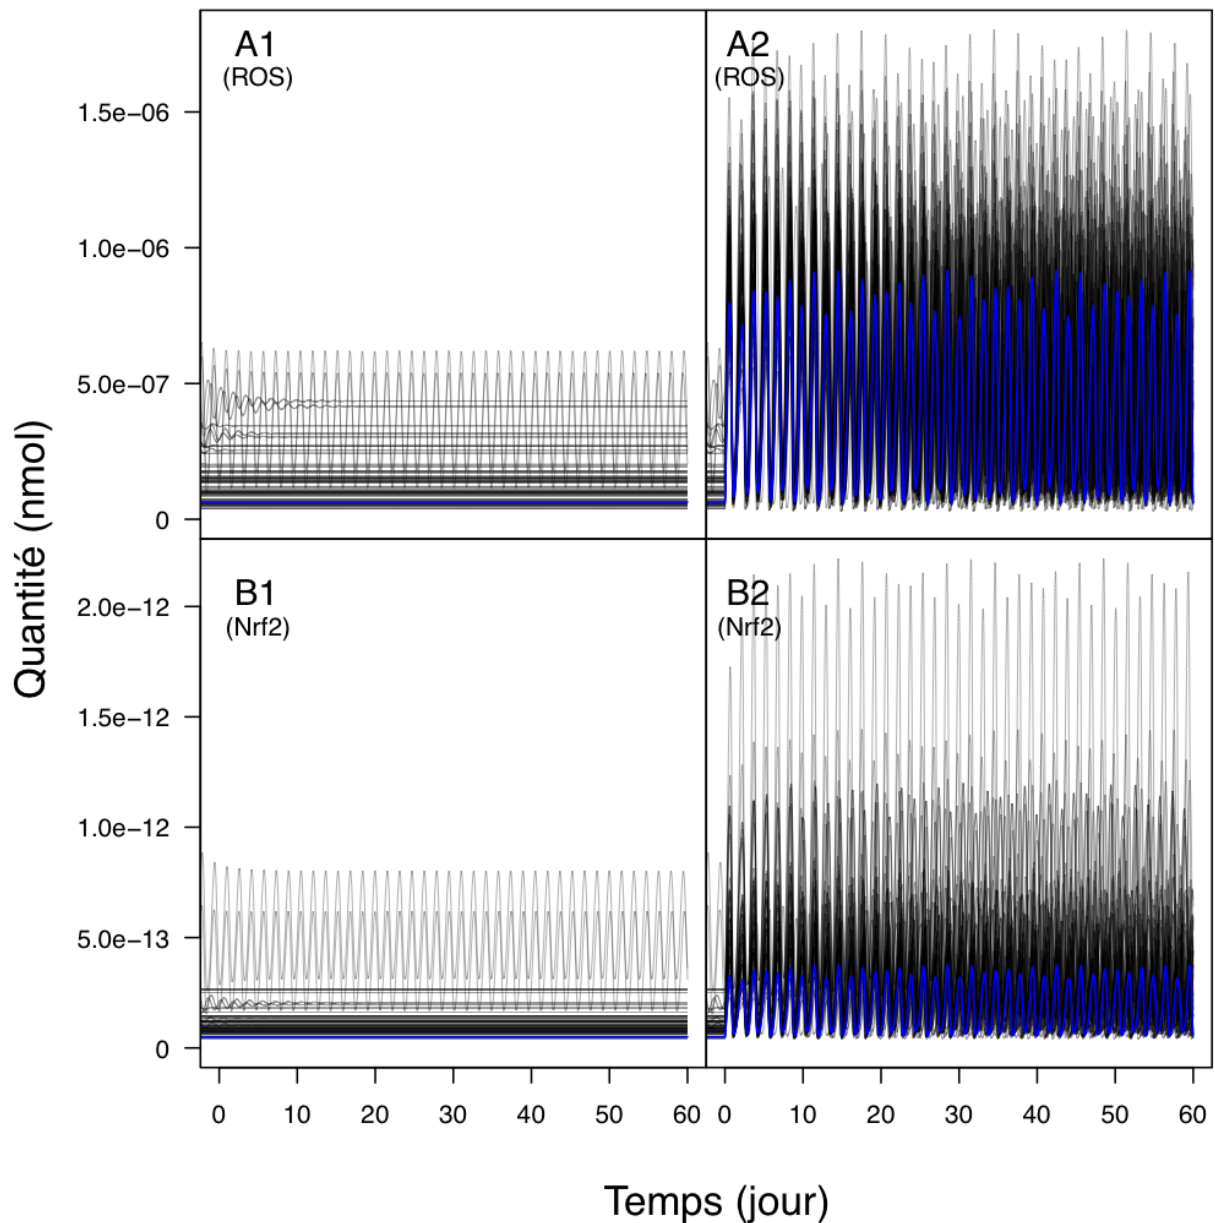 A1
(ROS)
A2
(ROS)
1.5e−06
1.0e−06
5.0e−07
0
B1
(Nrf2)
B2
(Nrf2)
2.0e−12
1.5e−12
1.0e−12
5.0e−13
0
Quantité (nmol)
0 10 20 30 40 50 60 0 10 20 30 40 50 60
Temps (jour)